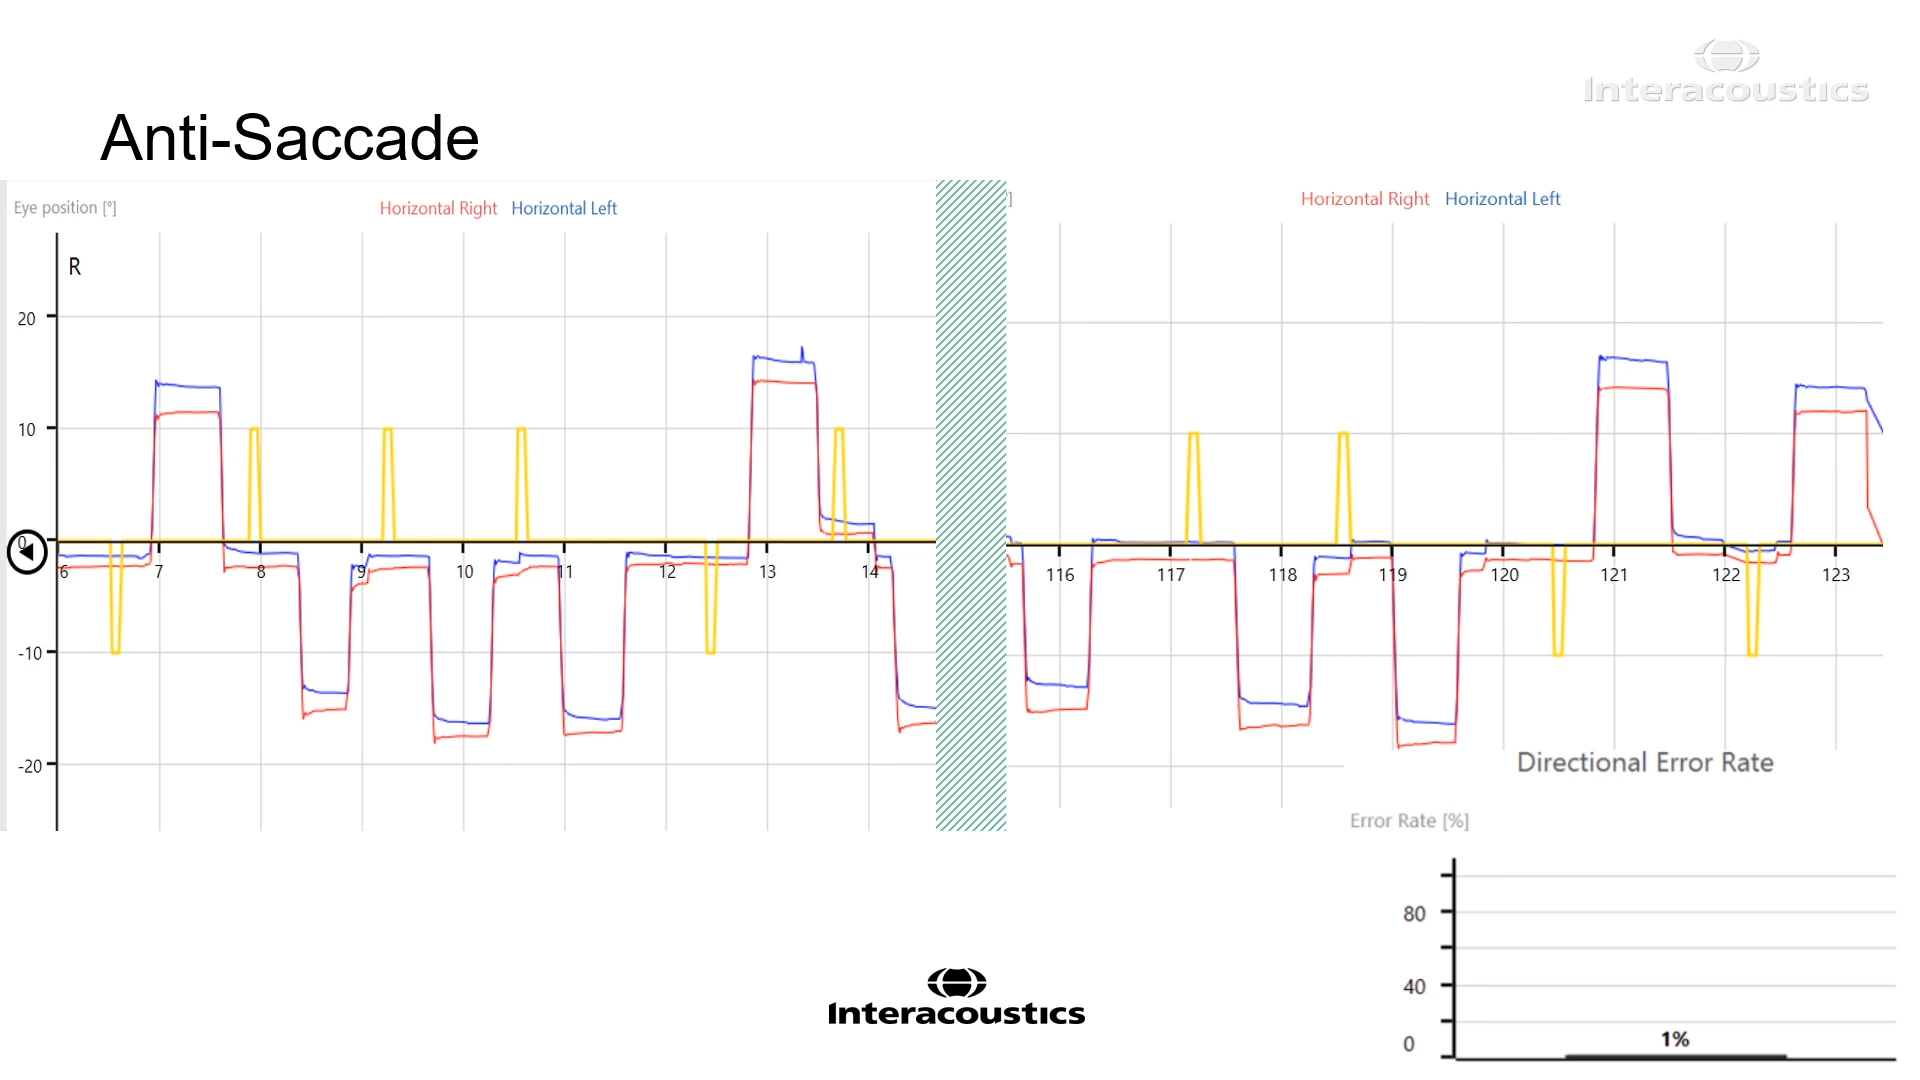 Interacoustics
Anti-Saccade
Eye position [°]
Horizontal Right Horizontal Left
R
20
10
0
6 7 8 9 10 11 12 13 14
-10
-20
]
Horizontal Right Horizontal Left
116 117 118 119 120 121 122 123
Directional Error Rate
Error Rate [%]
80
40
0
1%
Interacoustics